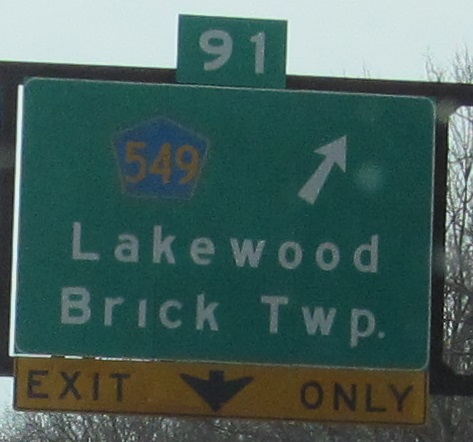 91
549
Lakewood
Brick Twp.
EXIT ONLY